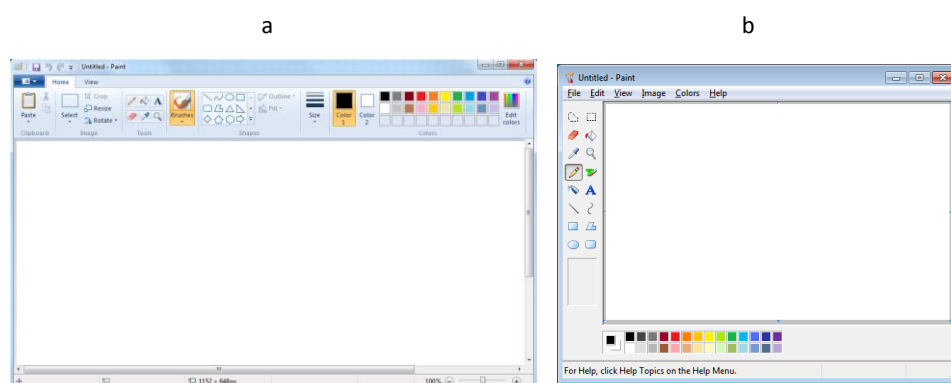 a
b
Untitled - Paint
Home View
Paste
Select
Crop
Resize
Rotate
A
Brushes
Outline
Fill
Size
Color 1
Color 2
Edit colors
Clipboard Image Tools Shapes Colors
1152 × 648px
100%
Untitled - Paint
File Edit View Image Colors Help
A
For Help, click Help Topics on the Help Menu.